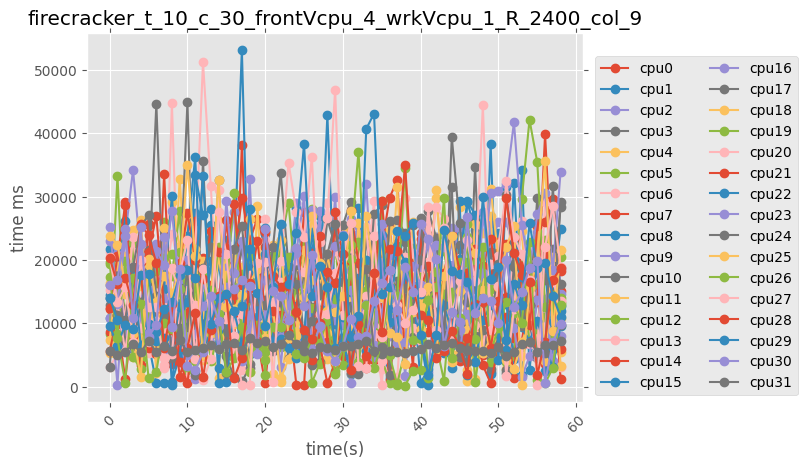 firecracker_t_10_c_30_frontVcpu_4_wrkVcpu_1_R_2400_col_9
time ms
50000
40000
30000
20000
10000
0
0
10
20
30
40
50
60
time(s)
cpu0
cpu1
cpu2
cpu3
cpu4
cpu5
cpu6
cpu7
cpu8
cpu9
cpu10
cpu11
cpu12
cpu13
cpu14
cpu15
cpu16
cpu17
cpu18
cpu19
cpu20
cpu21
cpu22
cpu23
cpu24
cpu25
cpu26
cpu27
cpu28
cpu29
cpu30
cpu31